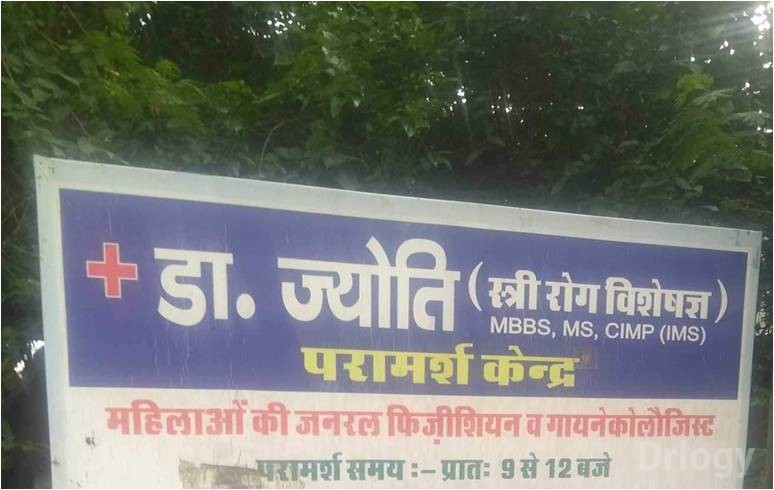 + डा. ज्योति (स्त्री रोग विशेषज्ञ)
MBBS, MS, CIMP (IMS)
परामर्श केन्द्र
महिलाओं की जनरल फिज़ीशियन व गायनेकोलौजिस्ट
परामर्श समय :– प्रातः 9 से 12 बजे
Drlogy